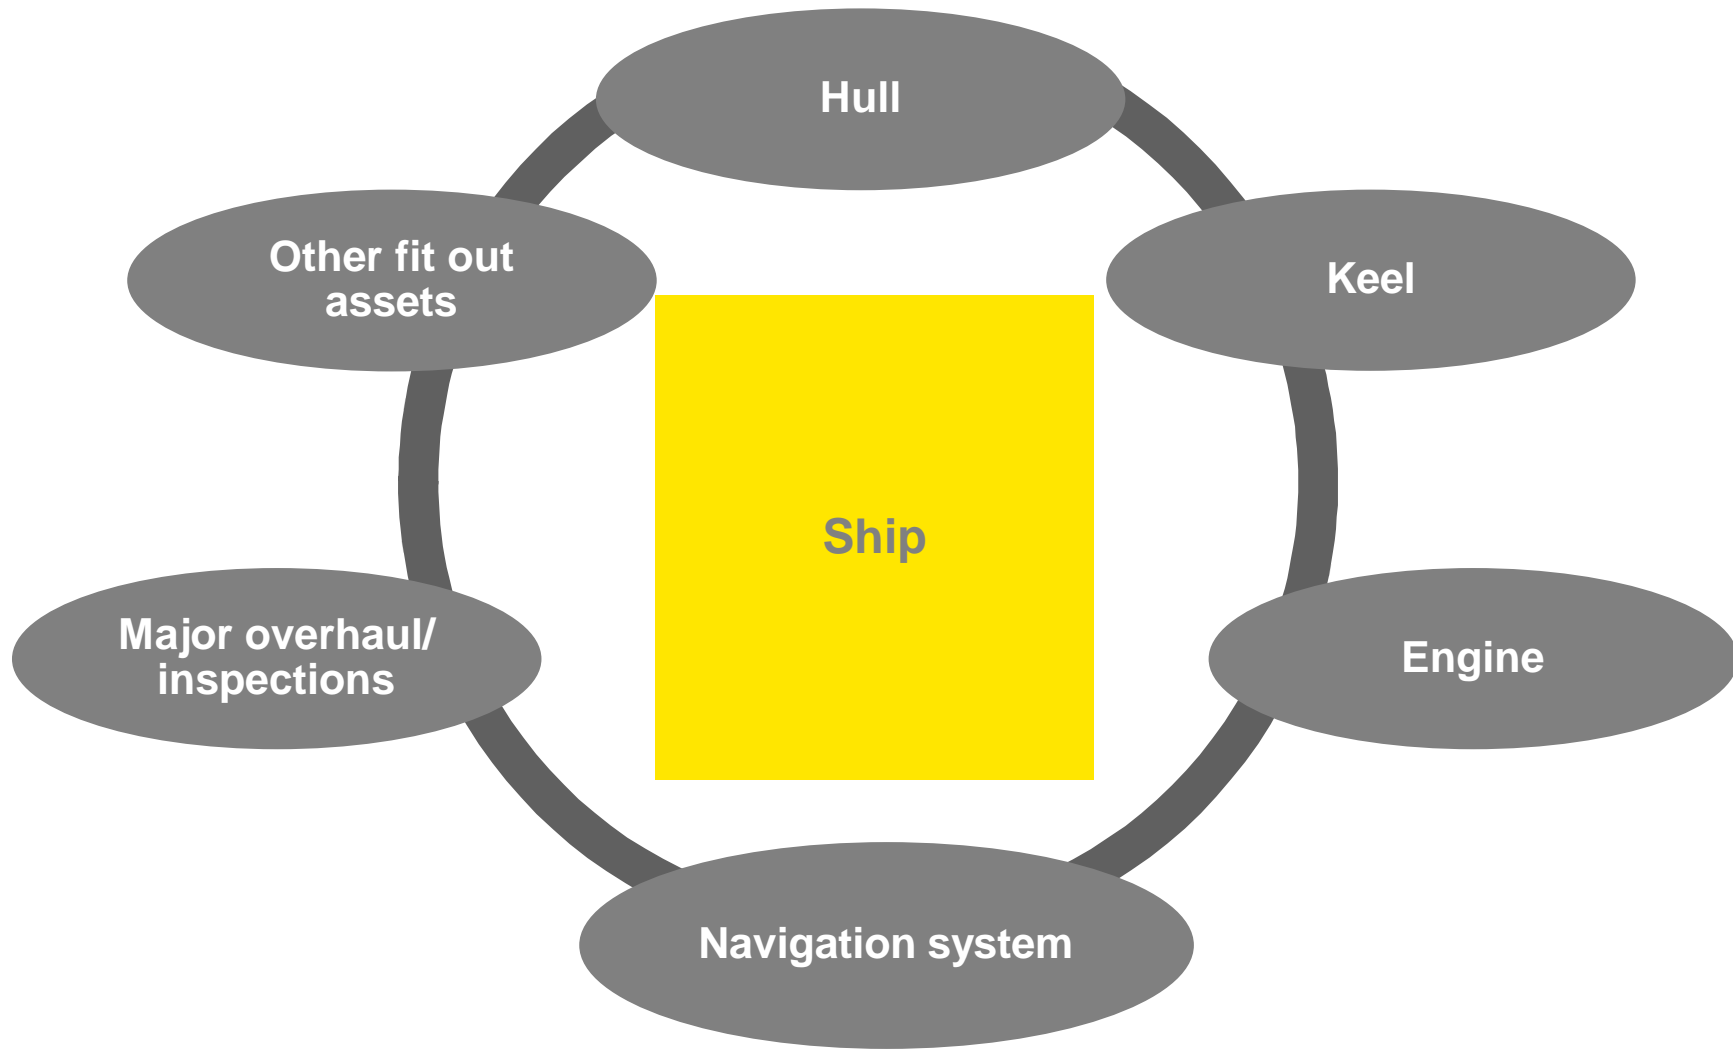 Hull
Other fit out
assets
Keel
Ship
Major overhaul/
inspections
Engine
Navigation system